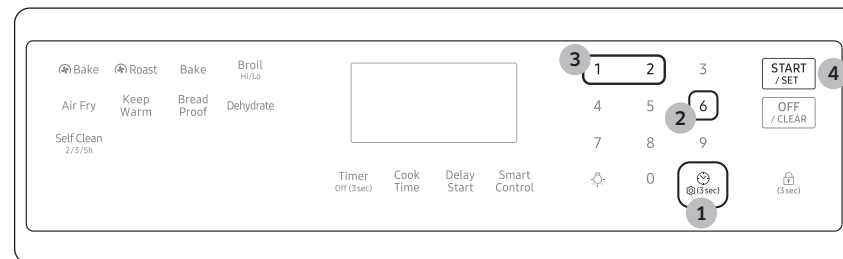 Bake Roast Bake Broil
Hi/Lo
Air Fry Keep Warm Bread Proof Dehydrate
Self Clean
2/3/5h
Timer
Off (3 sec)
Cook
Time
Delay
Start
Smart
Control
3
1 2 3
4 5 6
2
7 8 9
0
(3 sec)
1
START
/ SET
4
OFF
/ CLEAR
(3 sec)